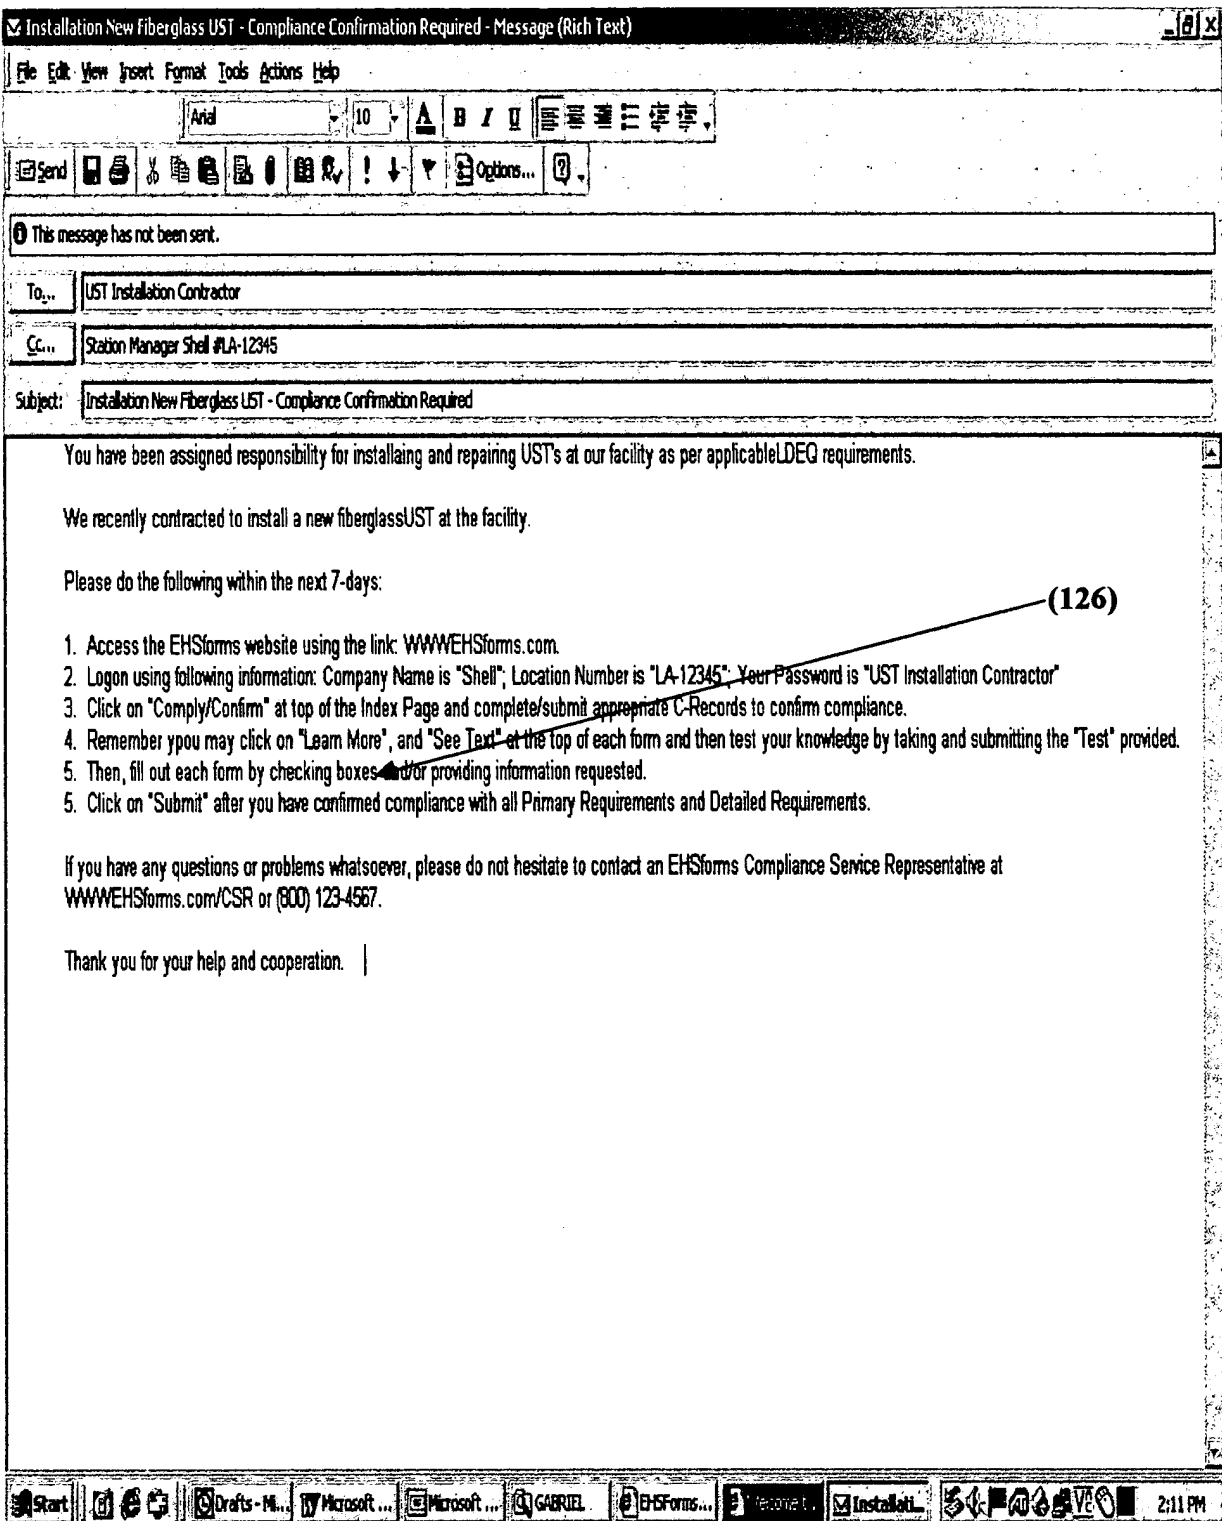 Installation New Fiberglass UST - Compliance Confirmation Required - Message (Rich Text)
File Edit View Insert Format Tools Actions Help
Arial 10 A B I U
Send Options...
This message has not been sent.
To... UST Installation Contractor
Cc... Station Manager Shell #LA-12345
Subject: Installation New Fiberglass UST - Compliance Confirmation Required
You have been assigned responsibility for installaing and repairing UST's at our facility as per applicableLDEQ requirements.
We recently contracted to install a new fiberglassUST at the facility.
Please do the following within the next 7-days:
(126)
1. Access the EHSforms website using the link: WWWEHSforms.com.
2. Logon using following information: Company Name is "Shell"; Location Number is "LA-12345"; Your Password is "UST Installation Contractor"
3. Click on "Comply/Confirm" at top of the Index Page and complete/submit appropriate C-Records to confirm compliance.
4. Remember ypou may click on "Learn More", and "See Text" at the top of each form and then test your knowledge by taking and submitting the "Test" provided.
5. Then, fill out each form by checking boxes and/or providing information requested.
5. Click on "Submit" after you have confirmed compliance with all Primary Requirements and Detailed Requirements.
If you have any questions or problems whatsoever, please do not hesitate to contact an EHSforms Compliance Service Representative at
WWWEHSforms.com/CSR or (800) 123-4567.
Thank you for your help and cooperation.
Start Drafts - Mi... Microsoft ... Microsoft ... GABRIEL EHSForms... Installati... 2:11 PM